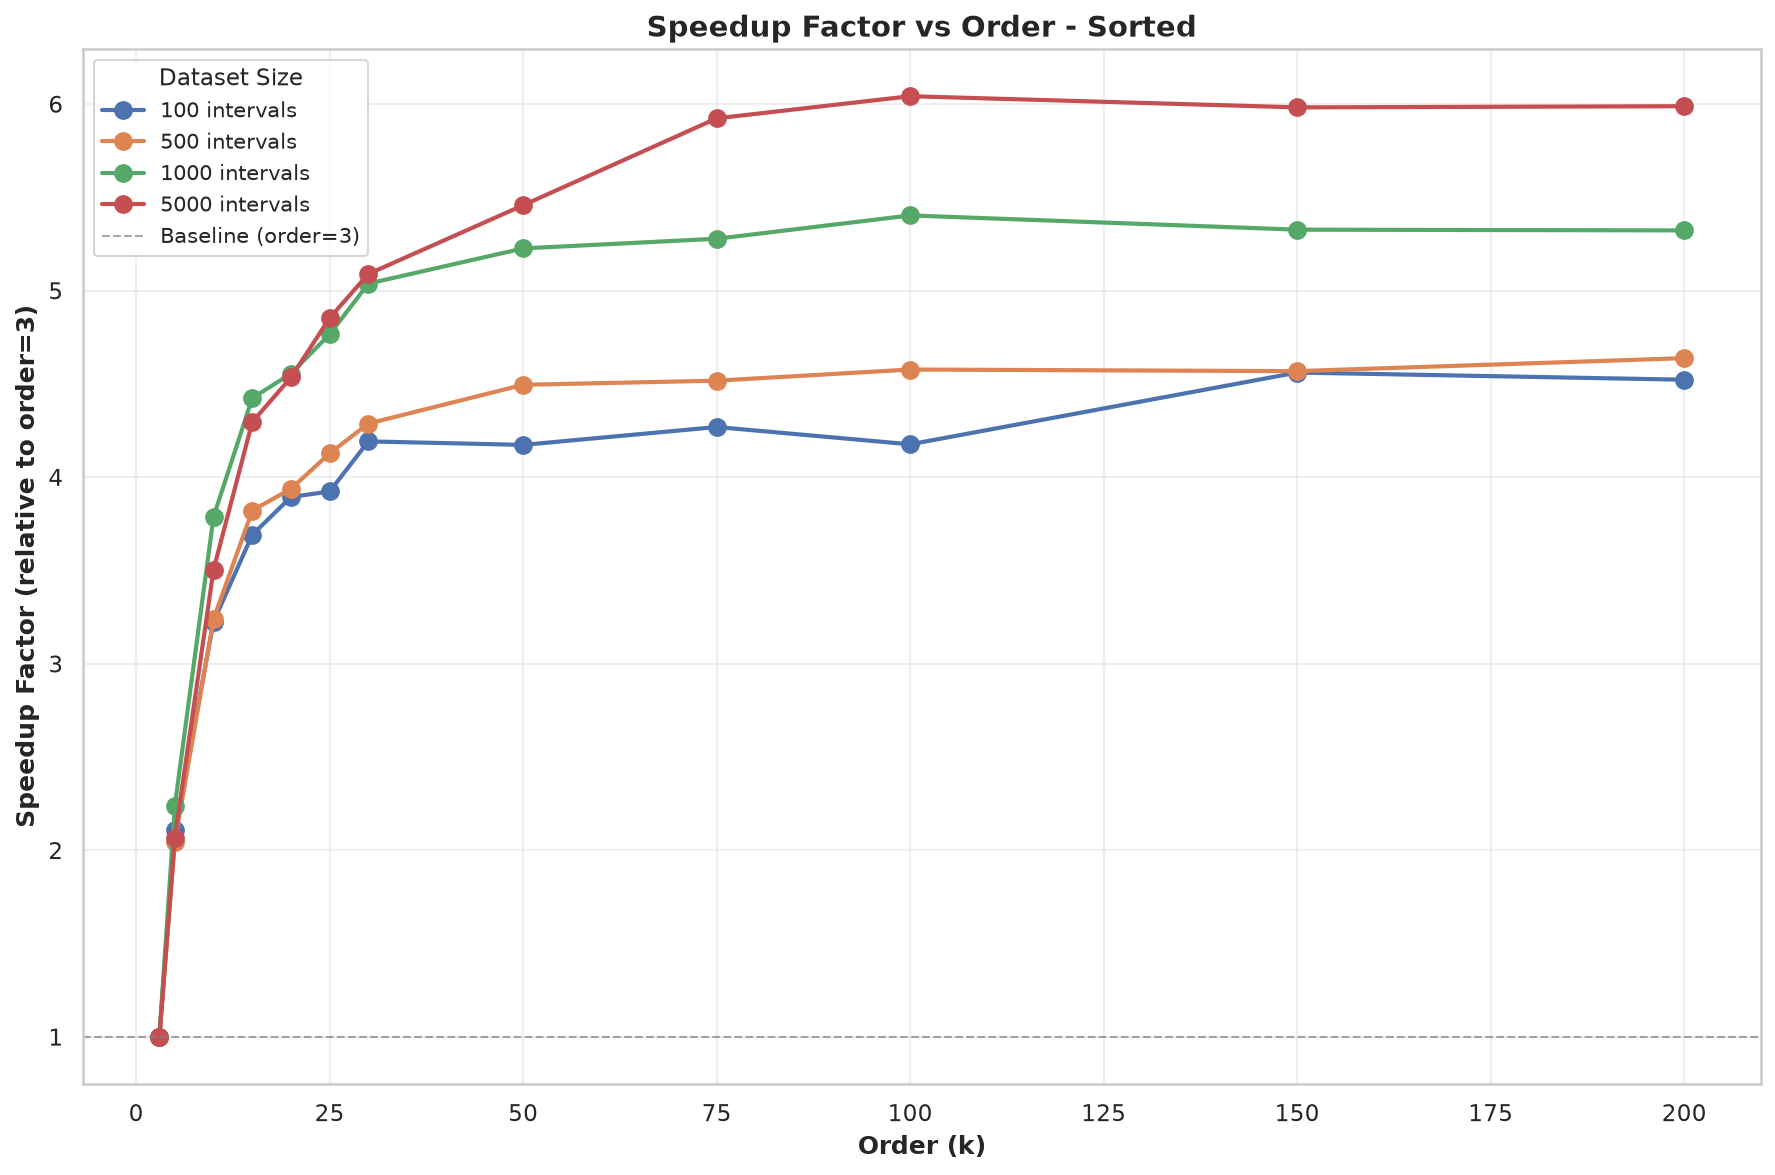 Speedup Factor vs Order - Sorted
Dataset Size
100 intervals
500 intervals
1000 intervals
5000 intervals
Baseline (order=3)
Speedup Factor (relative to order=3)
6
5
4
3
2
1
0 25 50 75 100 125 150 175 200
Order (k)